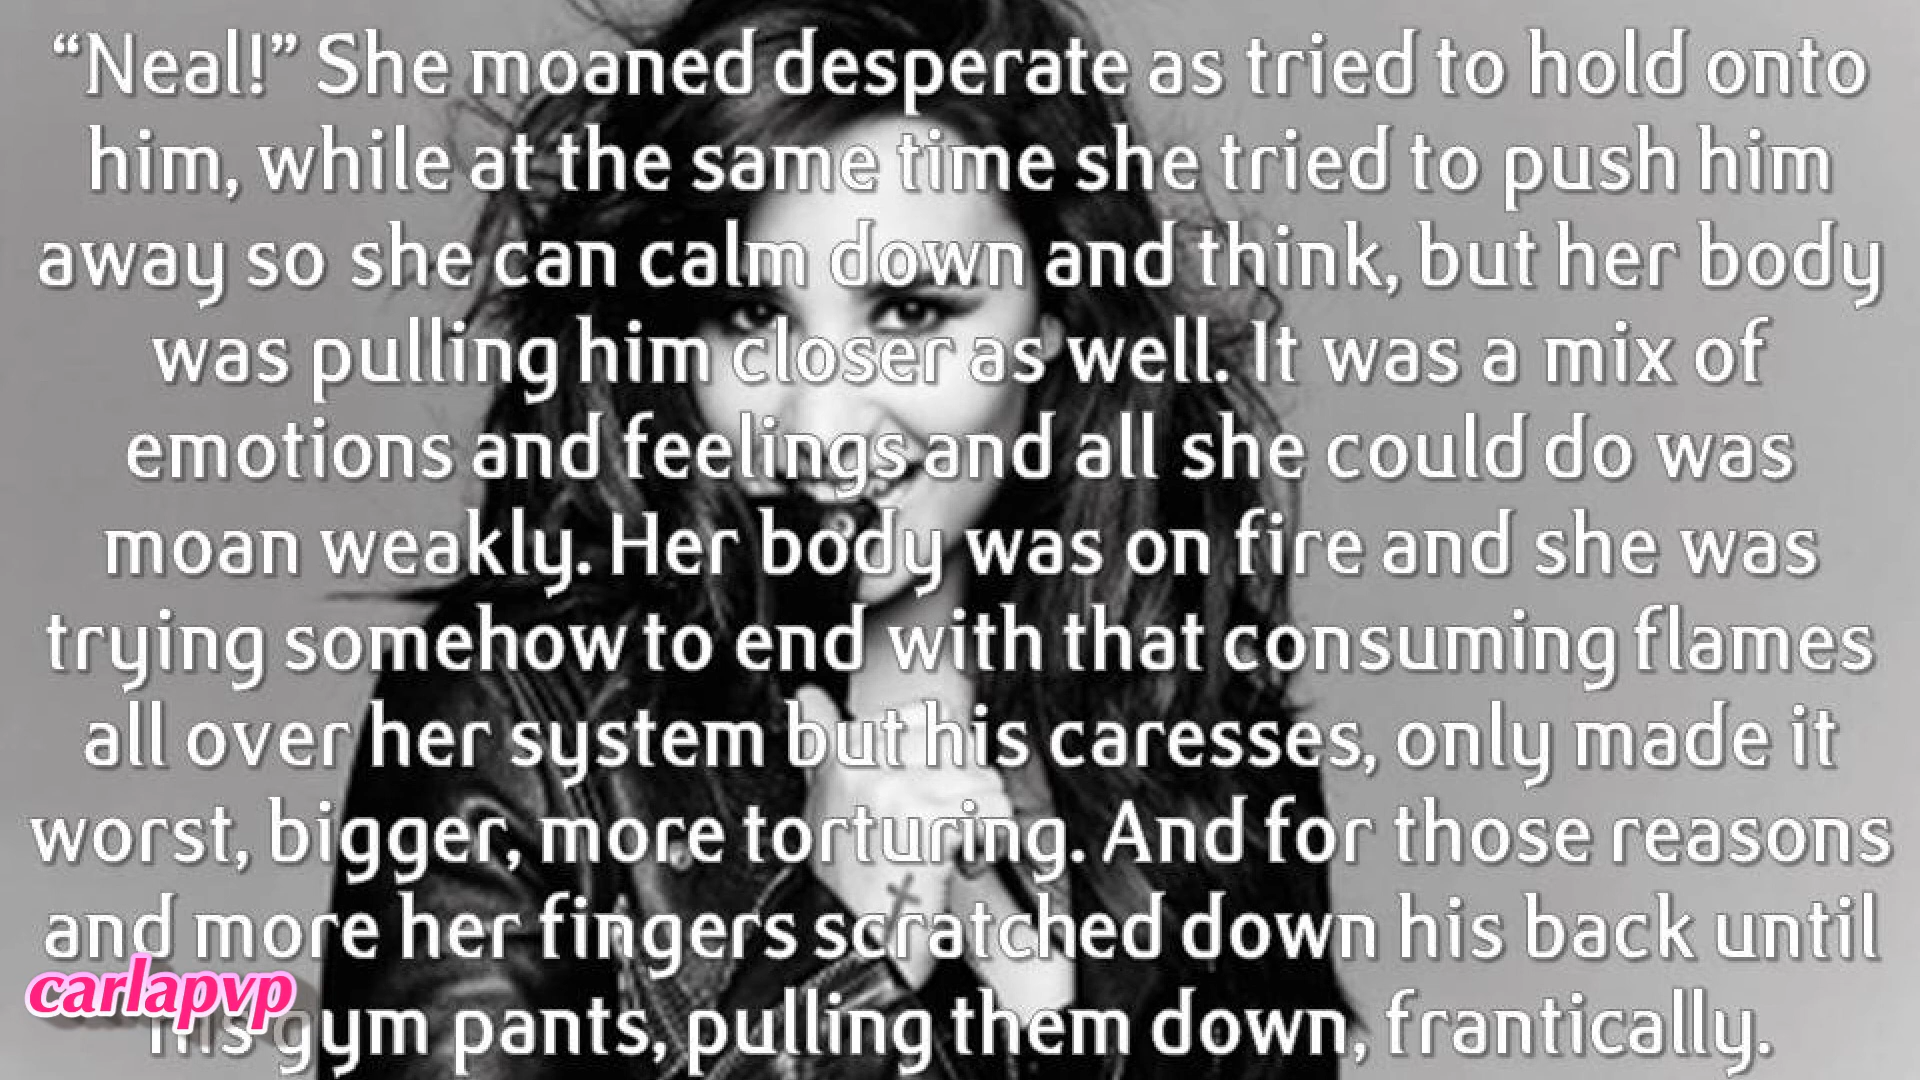 “Neal!” She moaned desperate as tried to hold onto
him, while at the same time she tried to push him
away so she can calm down and think, but her body
was pulling him closer as well. It was a mix of
emotions and feelings and all she could do was
moan weakly. Her body was on fire and she was
trying somehow to end with that consuming flames
all over her system but his caresses, only made it
worst, bigger, more torturing. And for those reasons
and more her fingers scratched down his back until
his gym pants, pulling them down, frantically.
carlapvp